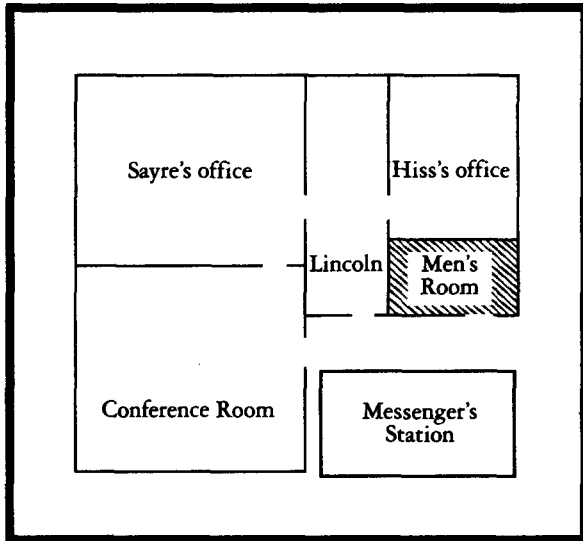 Sayre's office
Hiss's office
Lincoln
Men's
Room
Conference Room
Messenger's
Station